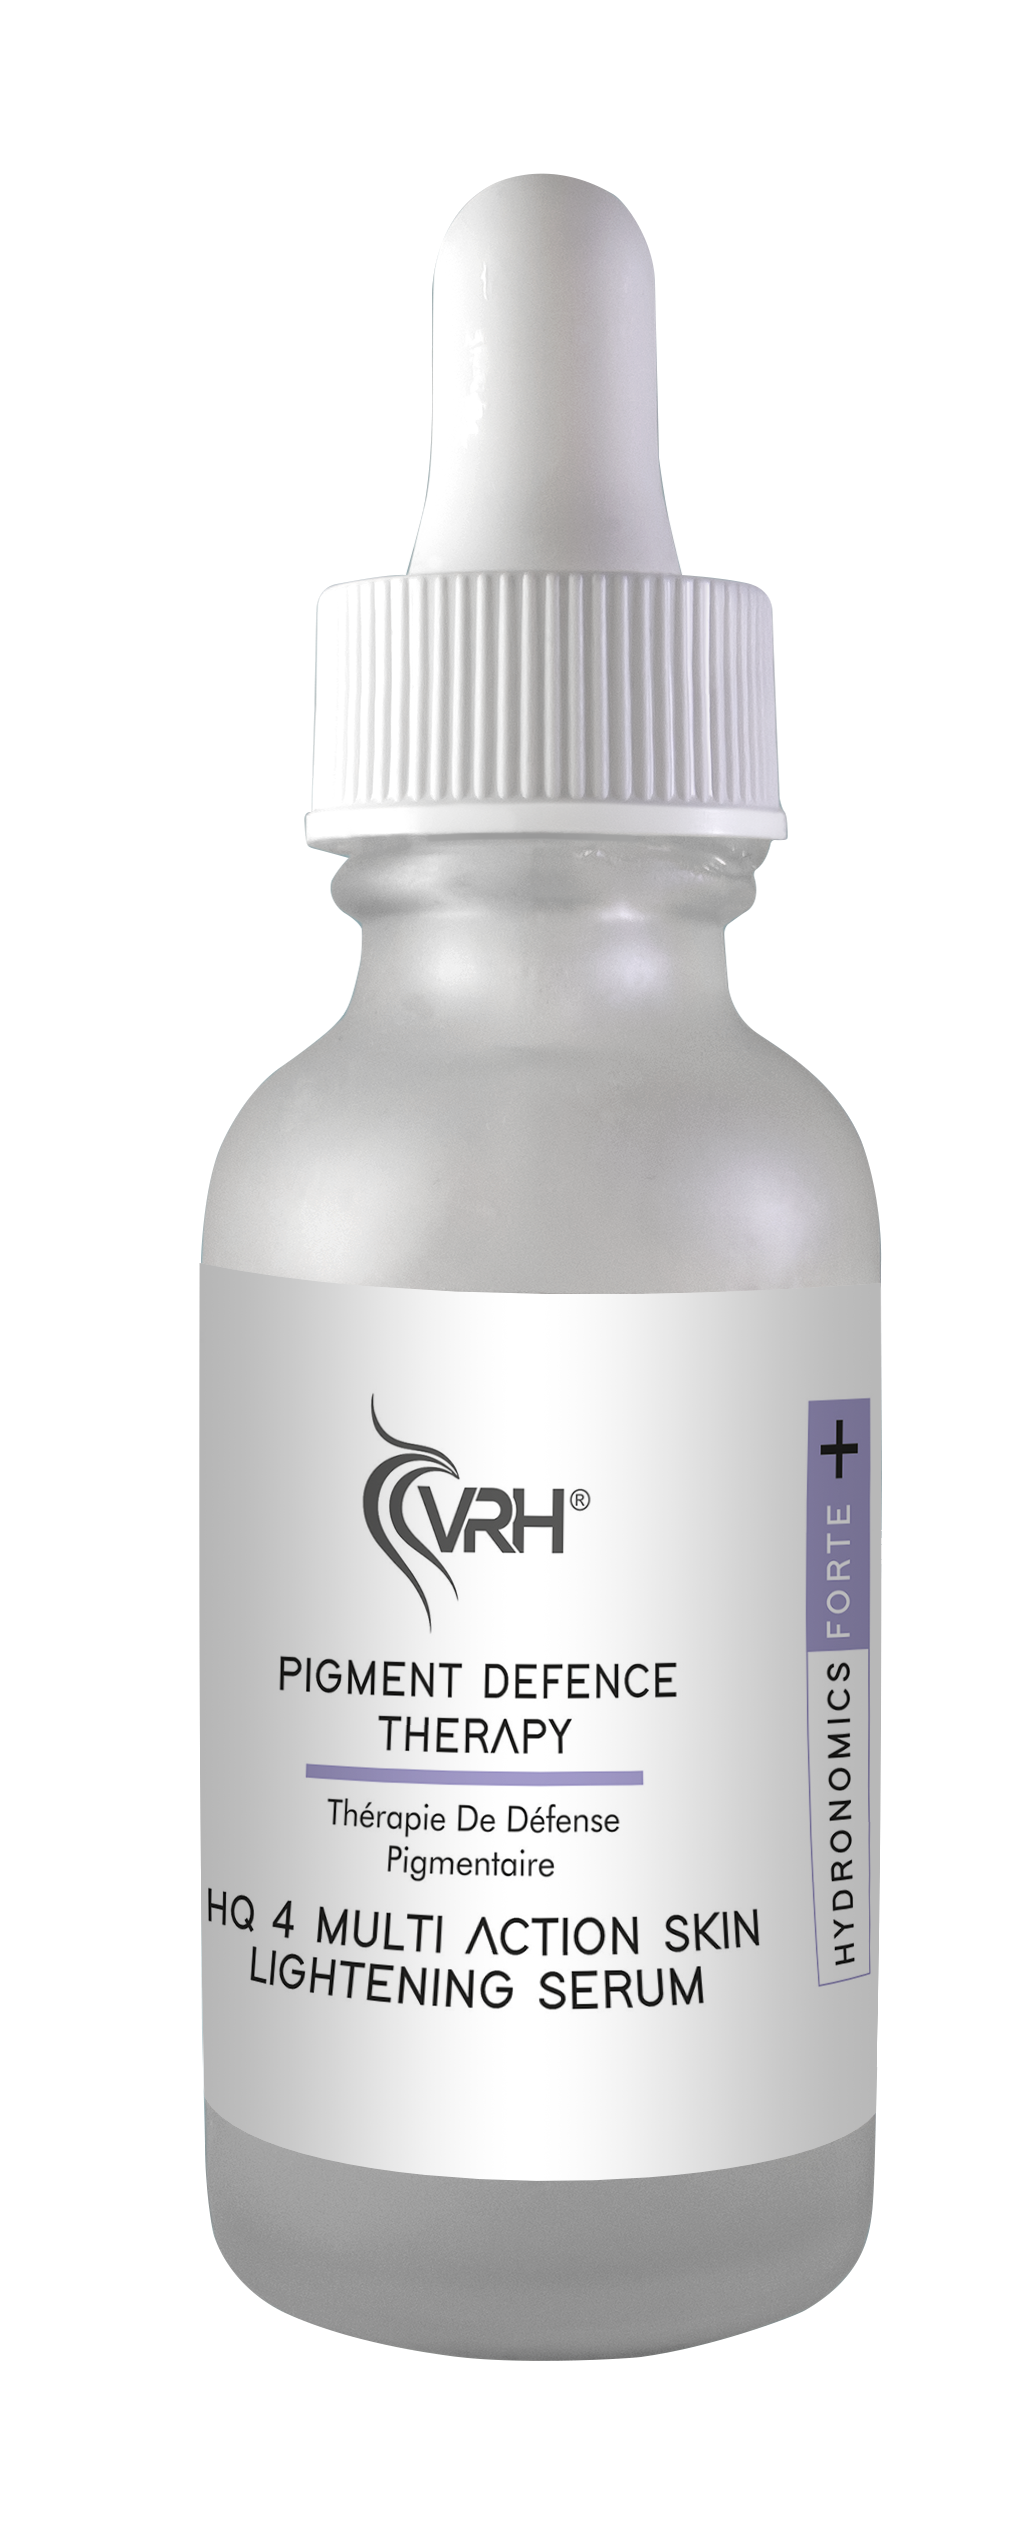 VRH®
PIGMENT DEFENCE
THERAPY
Thérapie De Défense
Pigmentaire
HQ 4 MULTI ACTION SKIN
LIGHTENING SERUM
HYDRONOMICS FORTE +